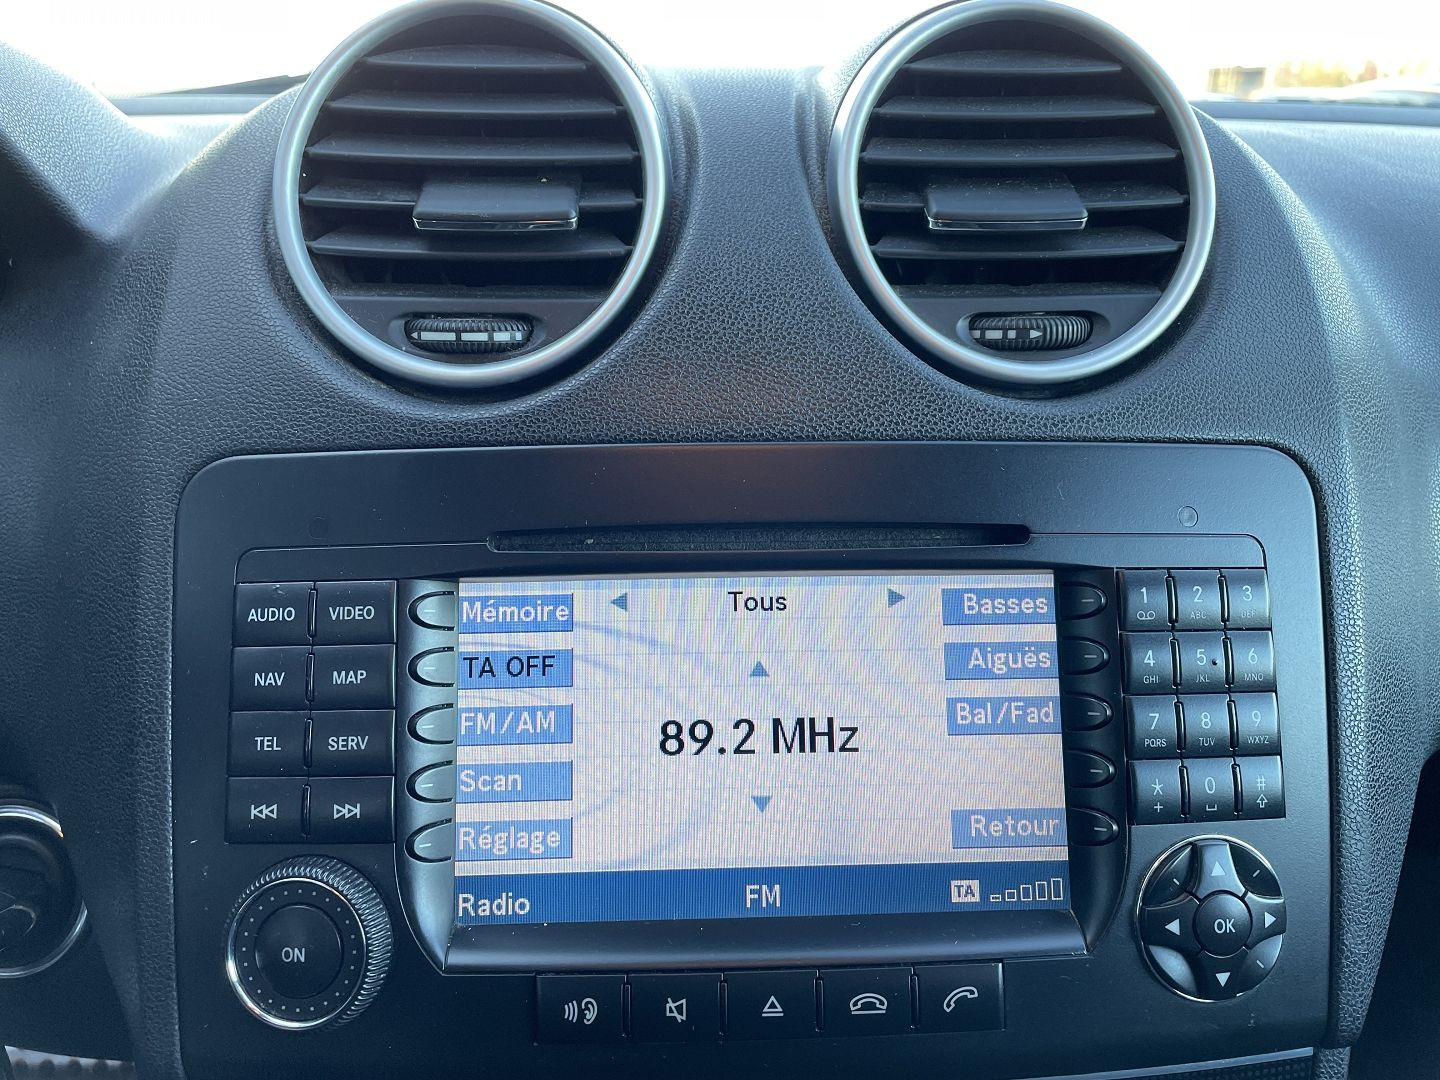 AUDIO VIDEO
NAV MAP
TEL SERV
ON
Mémoire
TA OFF
FM/AM
Scan
Réglage
Tous
89.2 MHz
Basses
Aiguës
Bal/Fad
Retour
Radio FM TA
1 2 ABC 3 DEF
4 GHI 5 JKL 6 MNO
7 PQRS 8 TUV 9 WXYZ
* + 0 #
OK